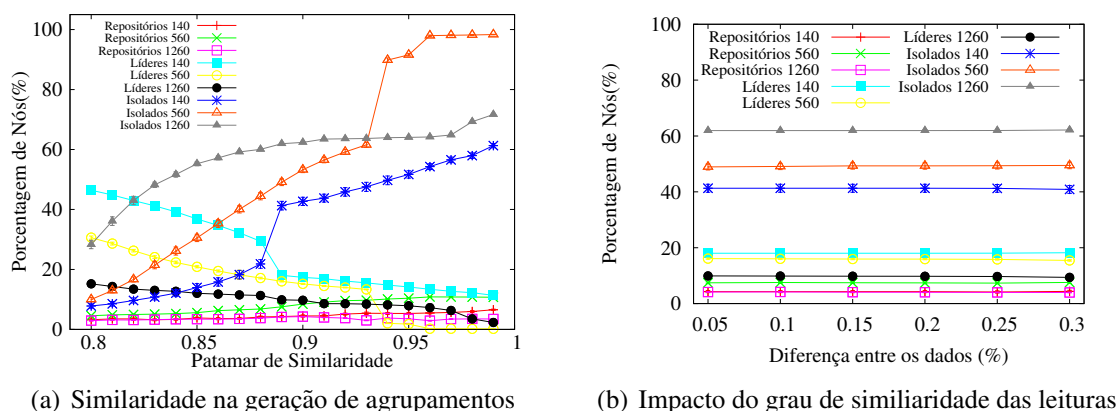 100
80
60
40
20
0
Porcentagem de Nós(%)
Repositórios 140
Repositórios 560
Repositórios 1260
Líderes 140
Líderes 560
Líderes 1260
Isolados 140
Isolados 560
Isolados 1260
0.8 0.85 0.9 0.95 1
Patamar de Similaridade
(a) Similaridade na geração de agrupamentos
100
80
60
40
20
0
Porcentagem de Nós(%)
Repositórios 140
Repositórios 560
Repositórios 1260
Líderes 140
Líderes 560
Líderes 1260
Isolados 140
Isolados 560
Isolados 1260
0.05 0.1 0.15 0.2 0.25 0.3
Diferença entre os dados (%)
(b) Impacto do grau de similiaridade das leituras